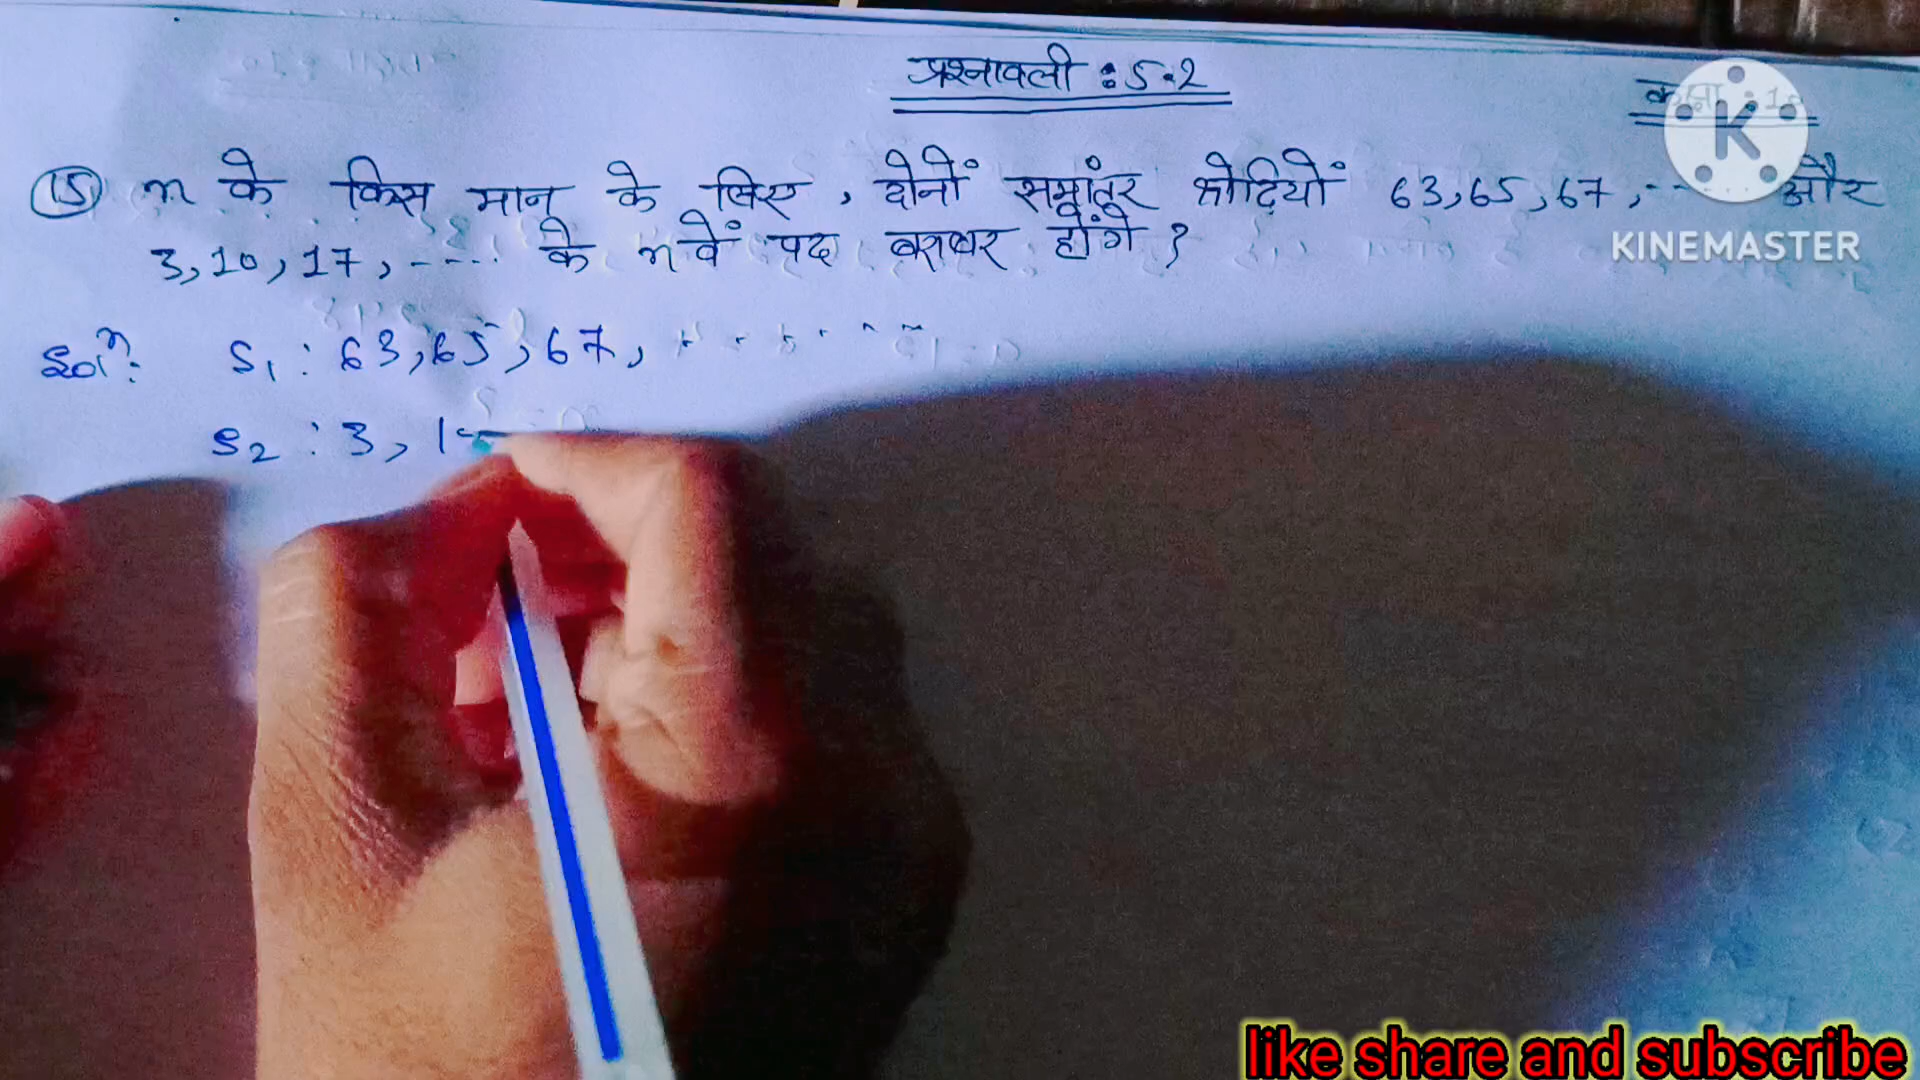 प्रश्नावली : 5.2
कक्षा : 10
(15) n के किस मान के लिए, दोनों समांतर श्रेढ़ियों 63, 65, 67, ---- और
3, 10, 17, ---- के n वें पद बराबर होंगे ?
Solⁿ: S₁ : 63, 65, 67, ------
S₂ : 3, 1
K
KINEMASTER
like share and subscribe